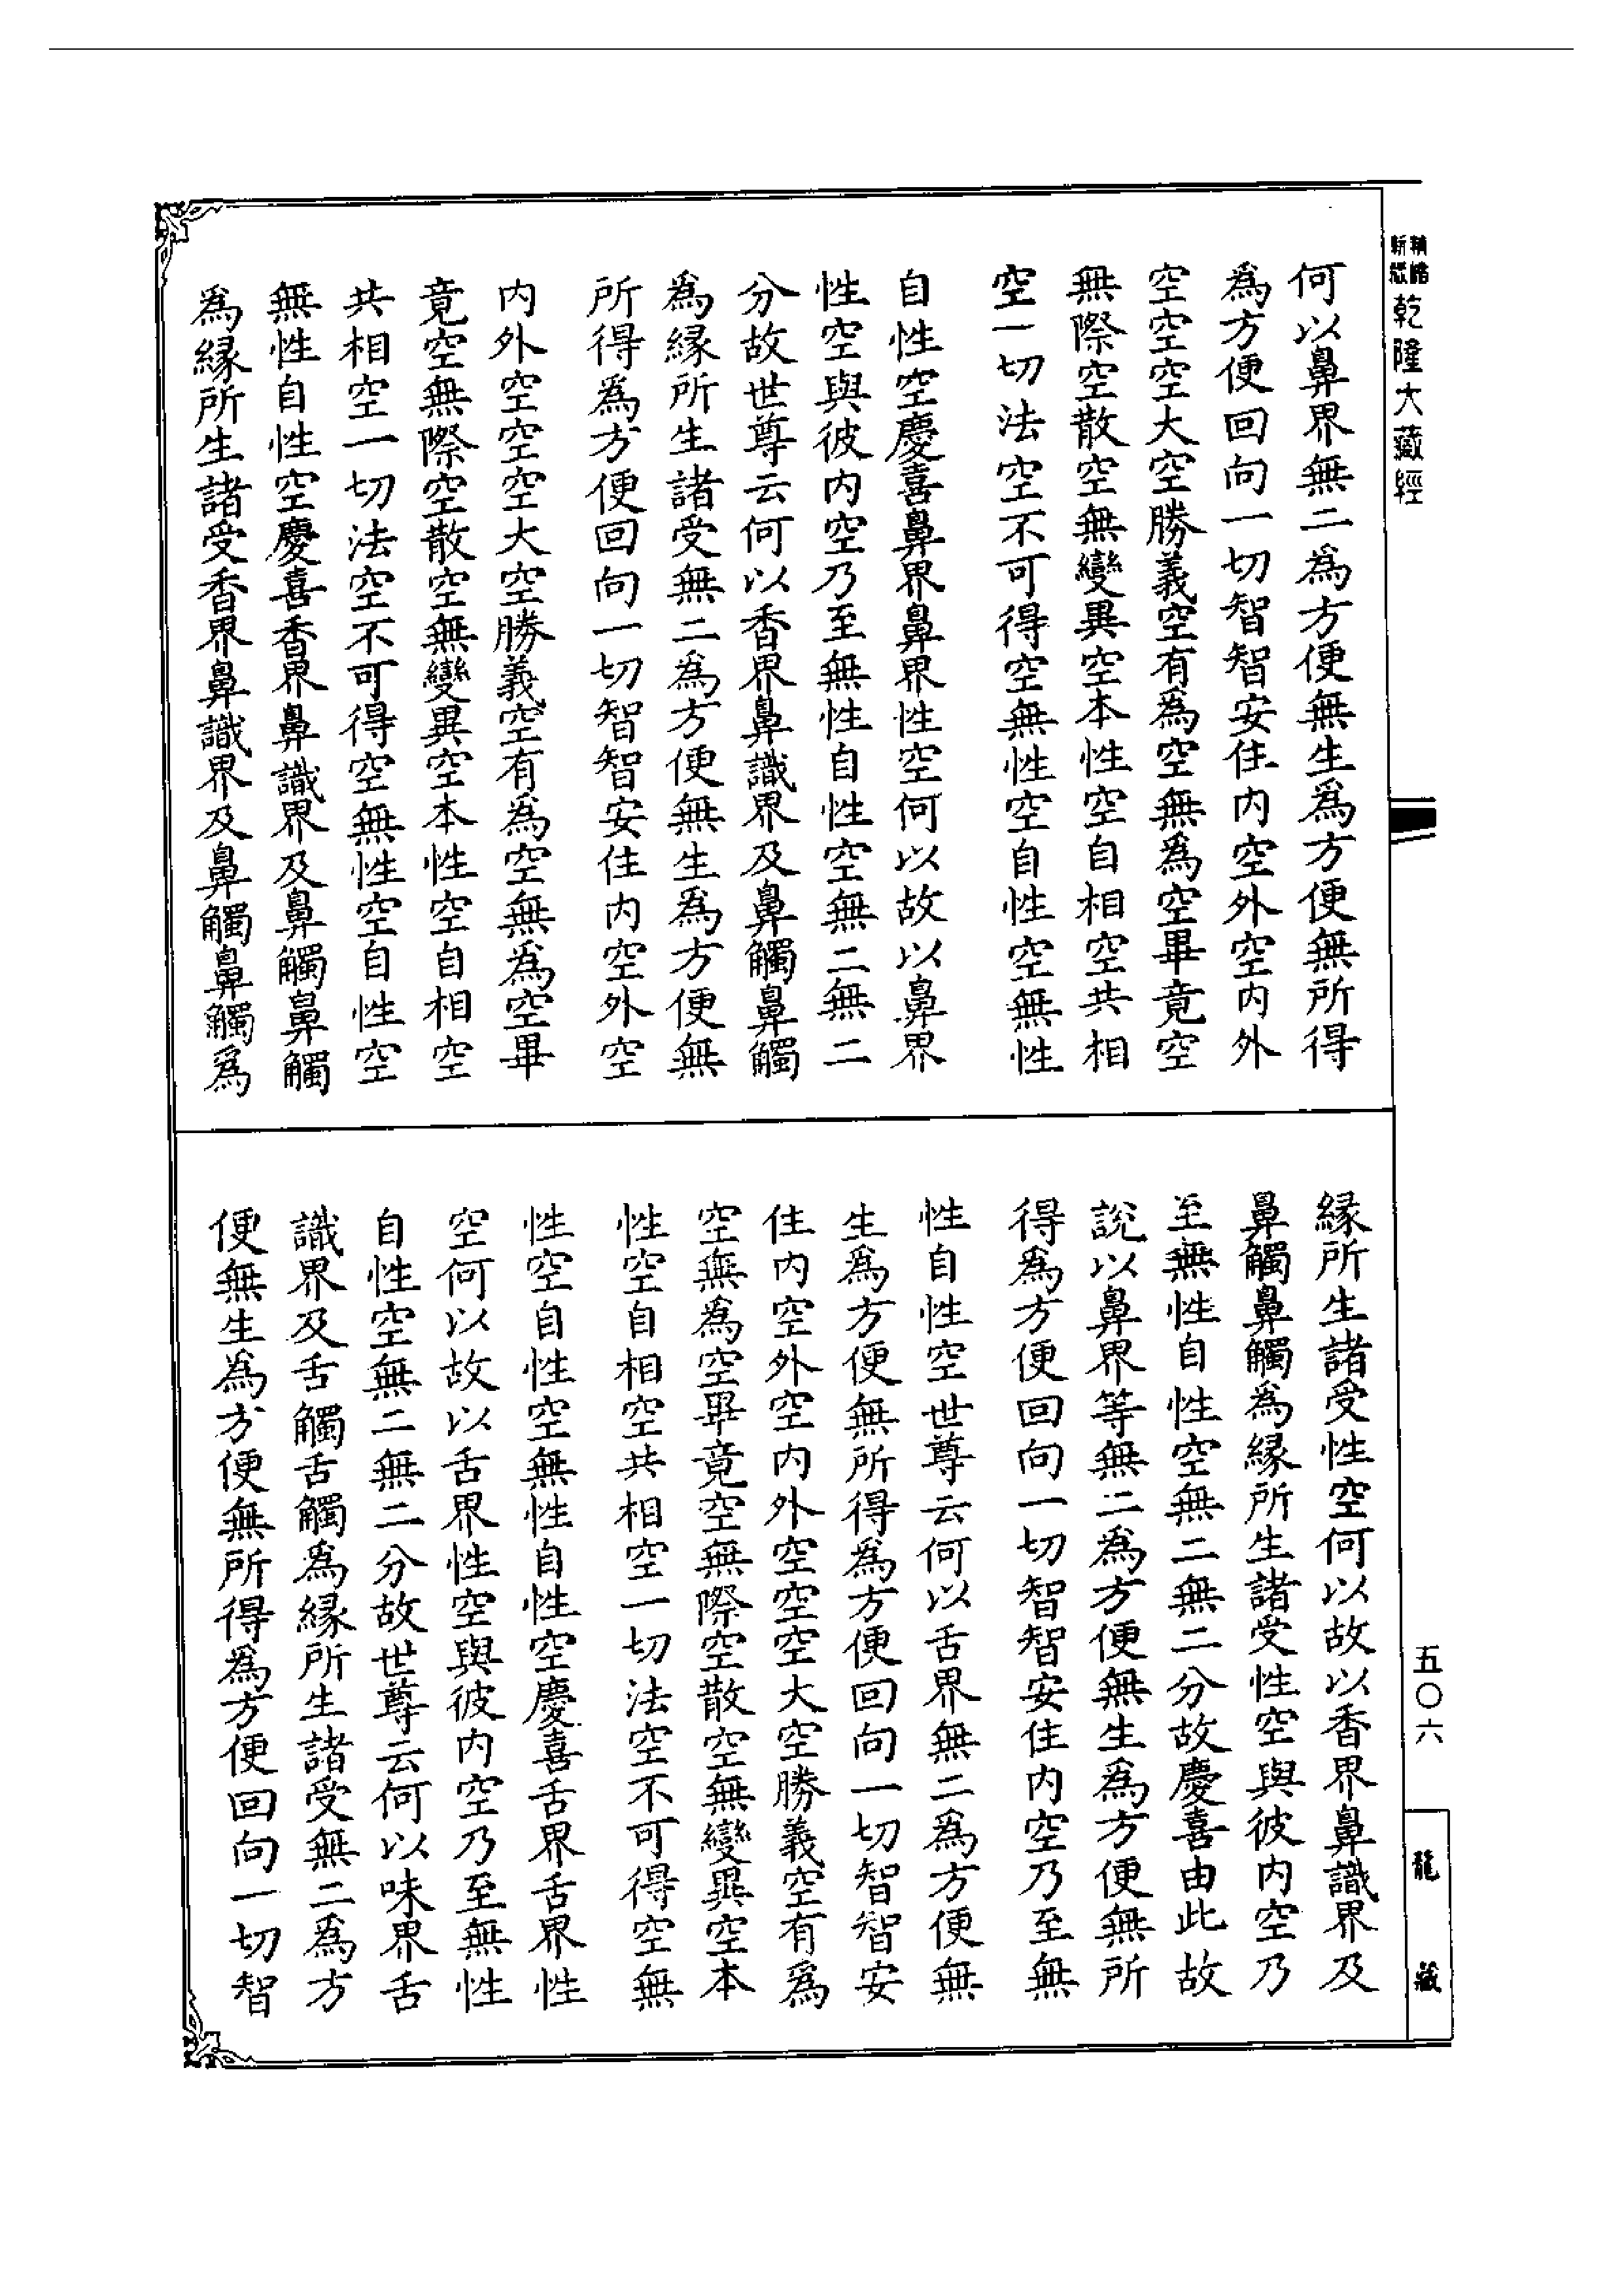 乾隆大藏經
何以鼻界無二爲方便無生爲方便無所得
爲方便回向一切智智安住内空外空内外
空空空大空勝義空有爲空無爲空畢竟空
無際空散空無變異空本性空自相空共相
空一切法空不可得空無性空自性空無性
自性空慶喜鼻界鼻界性空何以故以鼻界
性空與彼内空乃至無性自性空無二無二
分故世尊云何以香界鼻識界及鼻觸鼻觸
爲緣所生諸受無二爲方便無生爲方便無
所得爲方便回向一切智智安住内空外空
内外空空空大空勝義空有爲空無爲空畢
竟空無際空散空無變異空本性空自相空
共相空一切法空不可得空無性空自性空
無性自性空慶喜香界鼻識界及鼻觸鼻觸
爲緣所生諸受香界鼻識界及鼻觸鼻觸爲
緣所生諸受性空何以故以香界鼻識界及
鼻觸鼻觸爲緣所生諸受性空與彼内空乃
至無性自性空無二無二分故慶喜由此故
說以鼻界等無二爲方便無生爲方便無所
得爲方便回向一切智智安住内空乃至無
性自性空世尊云何以舌界無二爲方便無
生爲方便無所得爲方便回向一切智智安
住内空外空内外空空空大空勝義空有爲
空無爲空畢竟空無際空散空無變異空本
性空自相空共相空一切法空不可得空無
性空自性空無性自性空慶喜舌界舌界性
空何以故以舌界性空與彼内空乃至無性
自性空無二無二分故世尊云何以味界舌
識界及舌觸舌觸爲緣所生諸受無二爲方
便無生爲方便無所得爲方便回向一切智
五〇六
龍藏